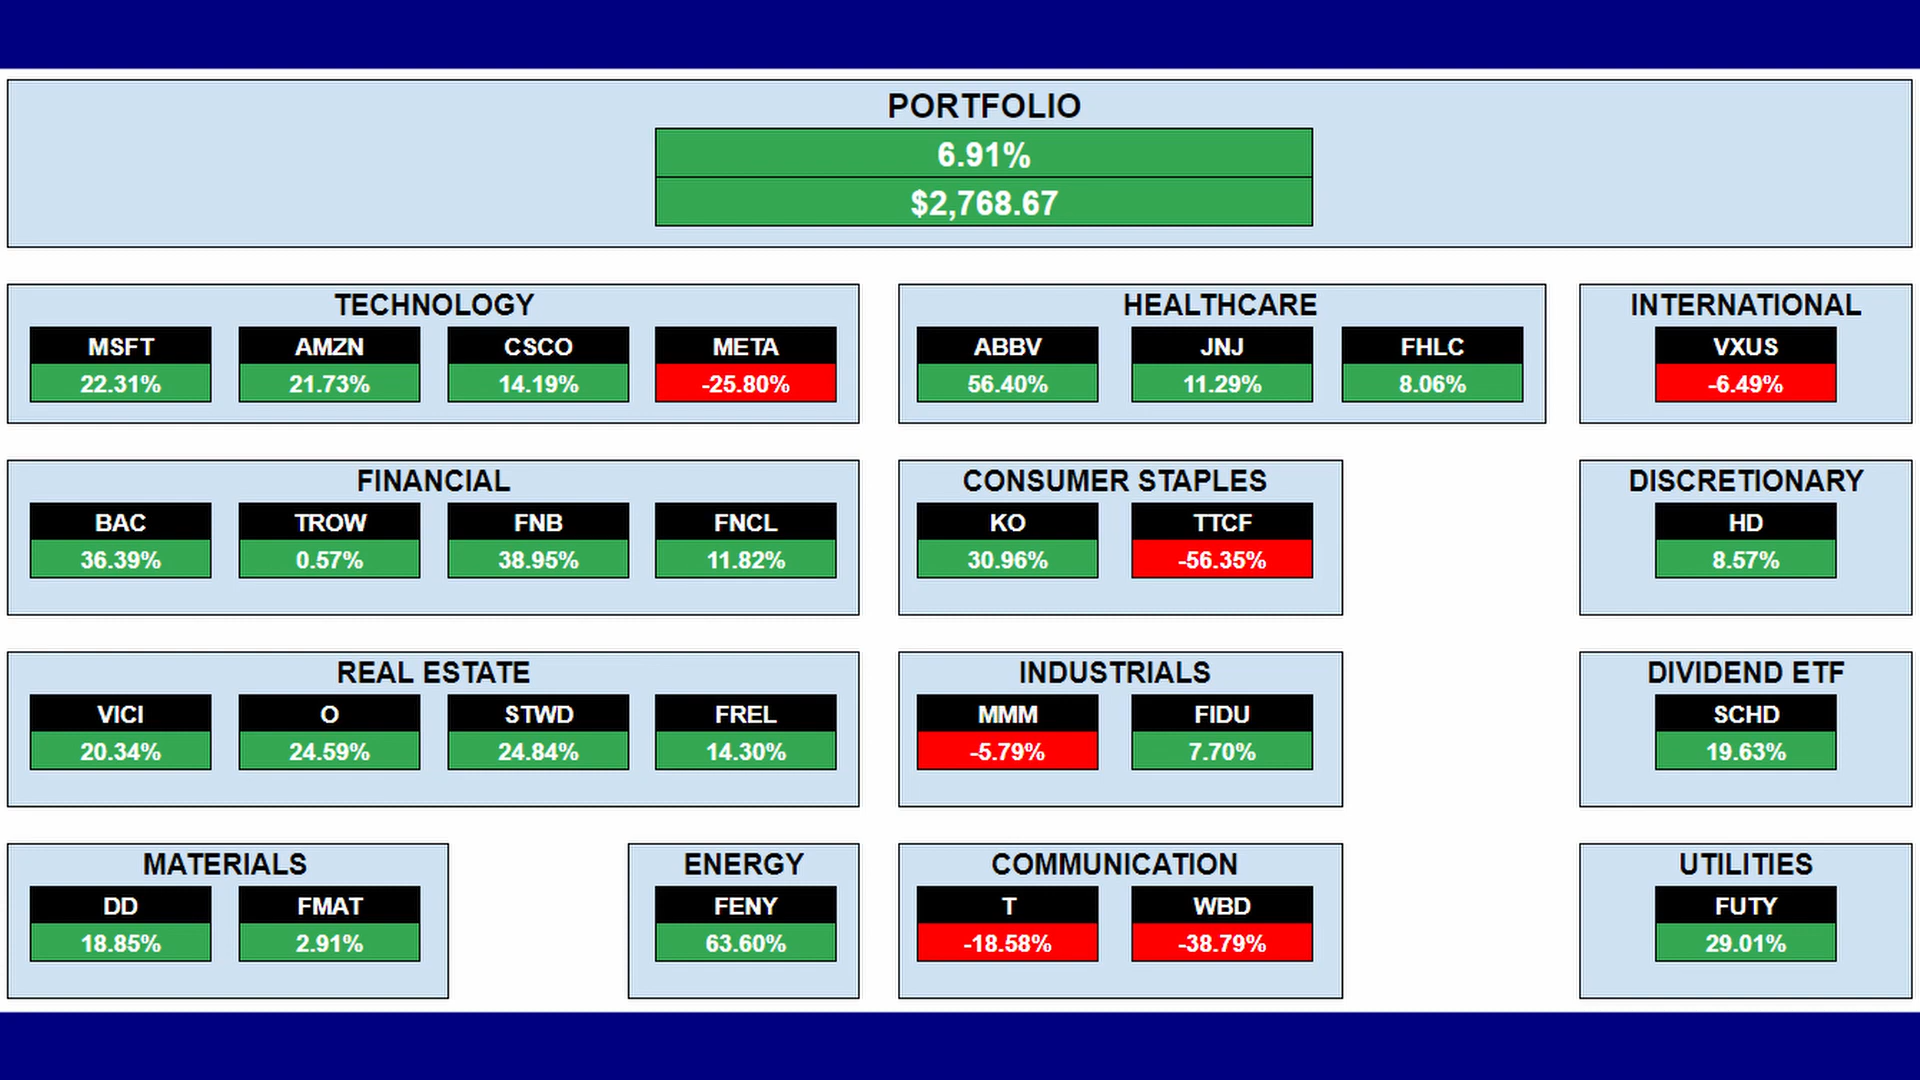 PORTFOLIO
6.91%
$2,768.67
TECHNOLOGY
MSFT AMZN CSCO META
22.31% 21.73% 14.19% -25.80%
HEALTHCARE
ABBV JNJ FHLC
56.40% 11.29% 8.06%
INTERNATIONAL
VXUS
-6.49%
FINANCIAL
BAC TROW FNB FNCL
36.39% 0.57% 38.95% 11.82%
CONSUMER STAPLES
KO TTCF
30.96% -56.35%
DISCRETIONARY
HD
8.57%
REAL ESTATE
VICI O STWD FREL
20.34% 24.59% 24.84% 14.30%
INDUSTRIALS
MMM FIDU
-5.79% 7.70%
DIVIDEND ETF
SCHD
19.63%
MATERIALS
DD FMAT
18.85% 2.91%
ENERGY
FENY
63.60%
COMMUNICATION
T WBD
-18.58% -38.79%
UTILITIES
FUTY
29.01%